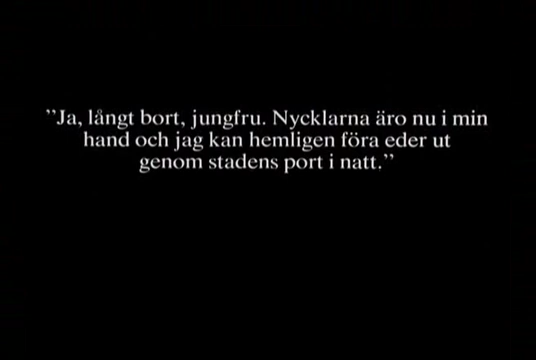 ”Ja, långt bort, jungfru. Nycklarna äro nu i min
hand och jag kan hemligen föra eder ut
genom stadens port i natt.”